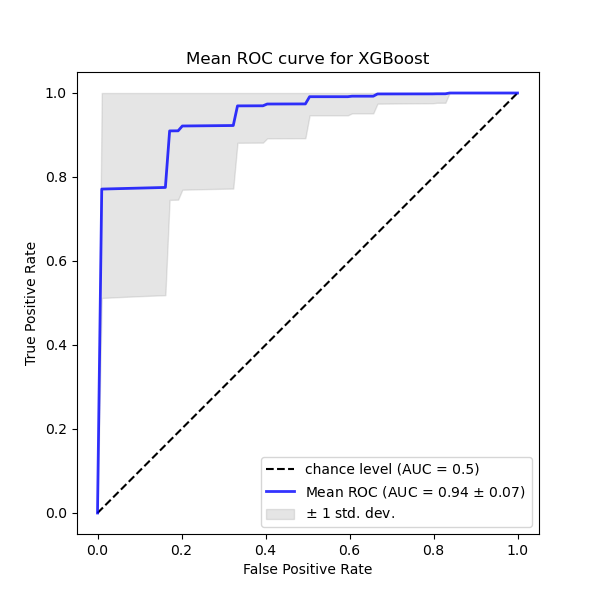 Mean ROC curve for XGBoost
True Positive Rate
1.0
0.8
0.6
0.4
0.2
0.0
chance level (AUC = 0.5)
Mean ROC (AUC = 0.94 ± 0.07)
± 1 std. dev.
0.0 0.2 0.4 0.6 0.8 1.0
False Positive Rate